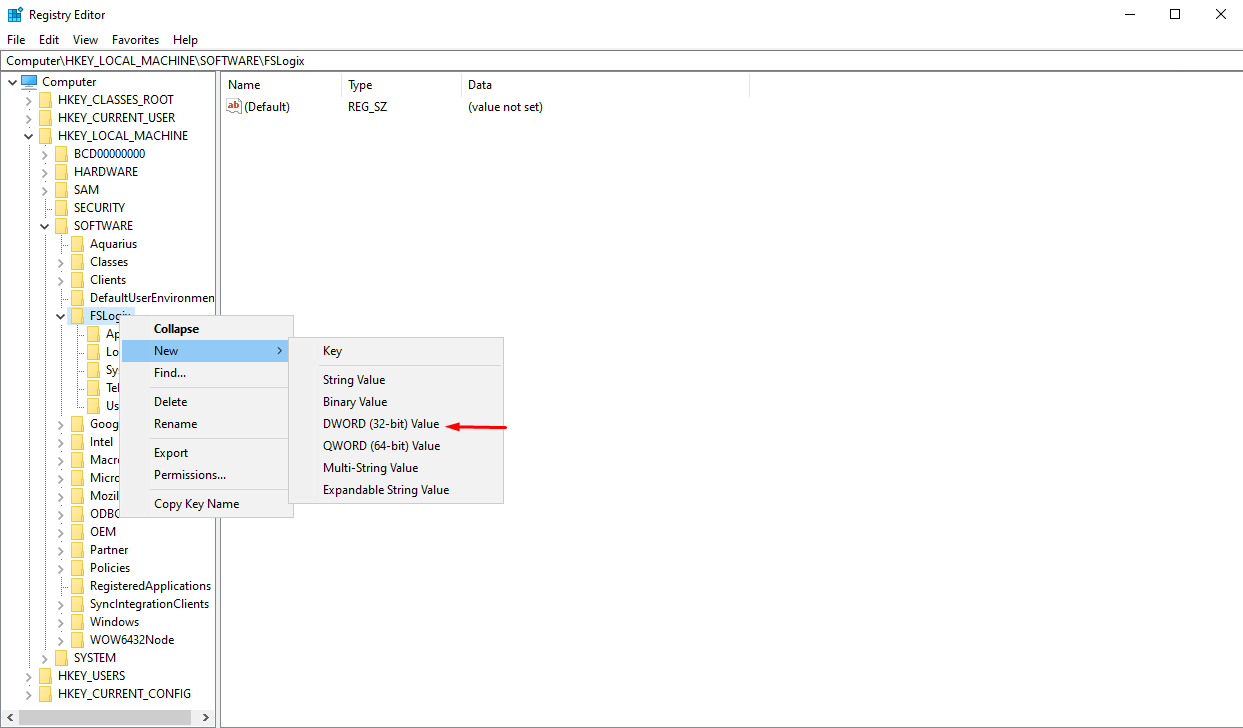 Registry Editor
File Edit View Favorites Help
Computer\HKEY_LOCAL_MACHINE\SOFTWARE\FSLogix
Computer
HKEY_CLASSES_ROOT
HKEY_CURRENT_USER
HKEY_LOCAL_MACHINE
BCD00000000
HARDWARE
SAM
SECURITY
SOFTWARE
Aquarius
Classes
Clients
DefaultUserEnvironmen
FSLogix
Ap
Lo
Sy
Tel
Us
Goog
Intel
Macr
Micro
Mozil
ODBC
OEM
Partner
Policies
RegisteredApplications
SyncIntegrationClients
Windows
WOW6432Node
SYSTEM
HKEY_USERS
HKEY_CURRENT_CONFIG
Name Type Data
ab (Default) REG_SZ (value not set)
Collapse
New
Find...
Delete
Rename
Export
Permissions...
Copy Key Name
Key
String Value
Binary Value
DWORD (32-bit) Value
QWORD (64-bit) Value
Multi-String Value
Expandable String Value